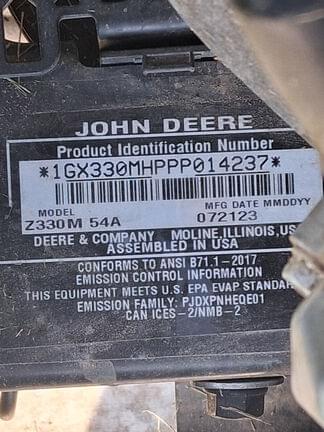 JOHN DEERE
Product Identification Number
*1GX330MHPPP014237*
MODEL MFG DATE MMDDYY
Z330M 54A 072123
DEERE & COMPANY MOLINE, ILLINOIS, US
ASSEMBLED IN USA
CONFORMS TO ANSI B71.1-2017
EMISSION CONTROL INFORMATION
THIS EQUIPMENT MEETS U.S. EPA EVAP STANDAR
EMISSION FAMILY: PJDXPNHEQE01
CAN ICES-2/NMB-2